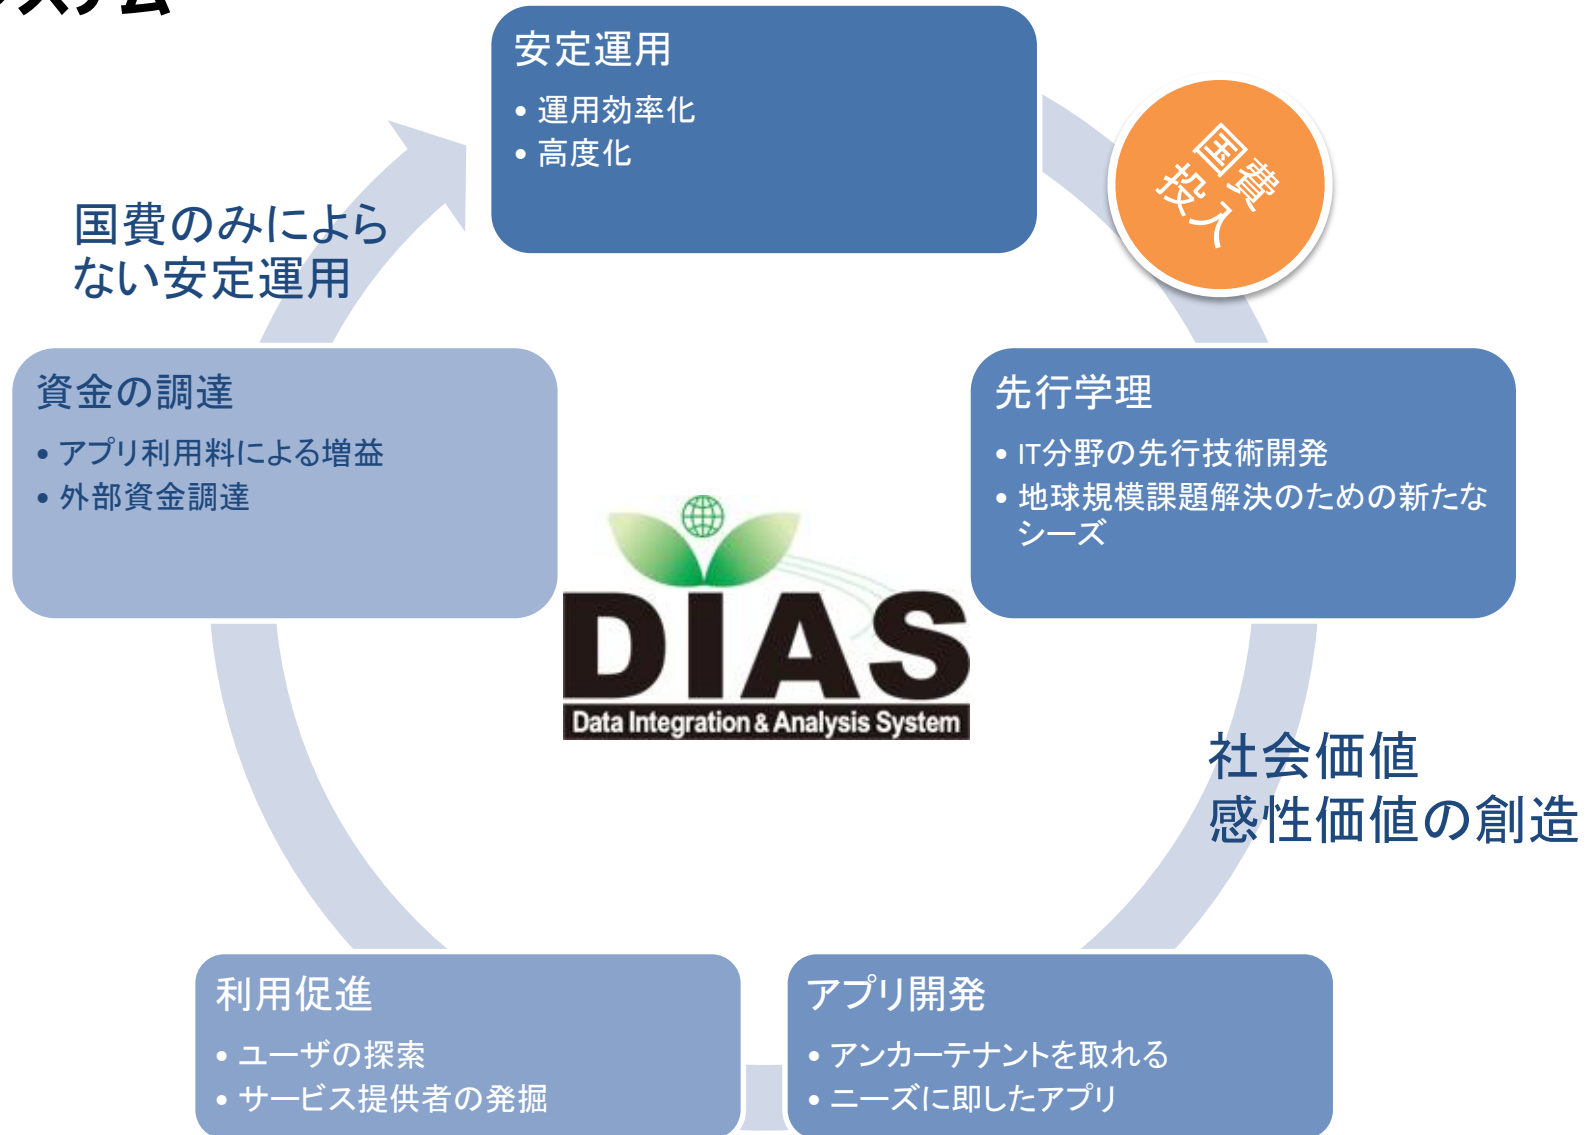 システム
安定運用
• 運用効率化
• 高度化
国費
投入
国費のみによら
ない安定運用
資金の調達
• アプリ利用料による増益
• 外部資金調達
先行学理
• IT分野の先行技術開発
• 地球規模課題解決のための新たな
シーズ
DIAS
Data Integration & Analysis System
社会価値
感性価値の創造
利用促進
• ユーザの探索
• サービス提供者の発掘
アプリ開発
• アンカーテナントを取れる
• ニーズに即したアプリ